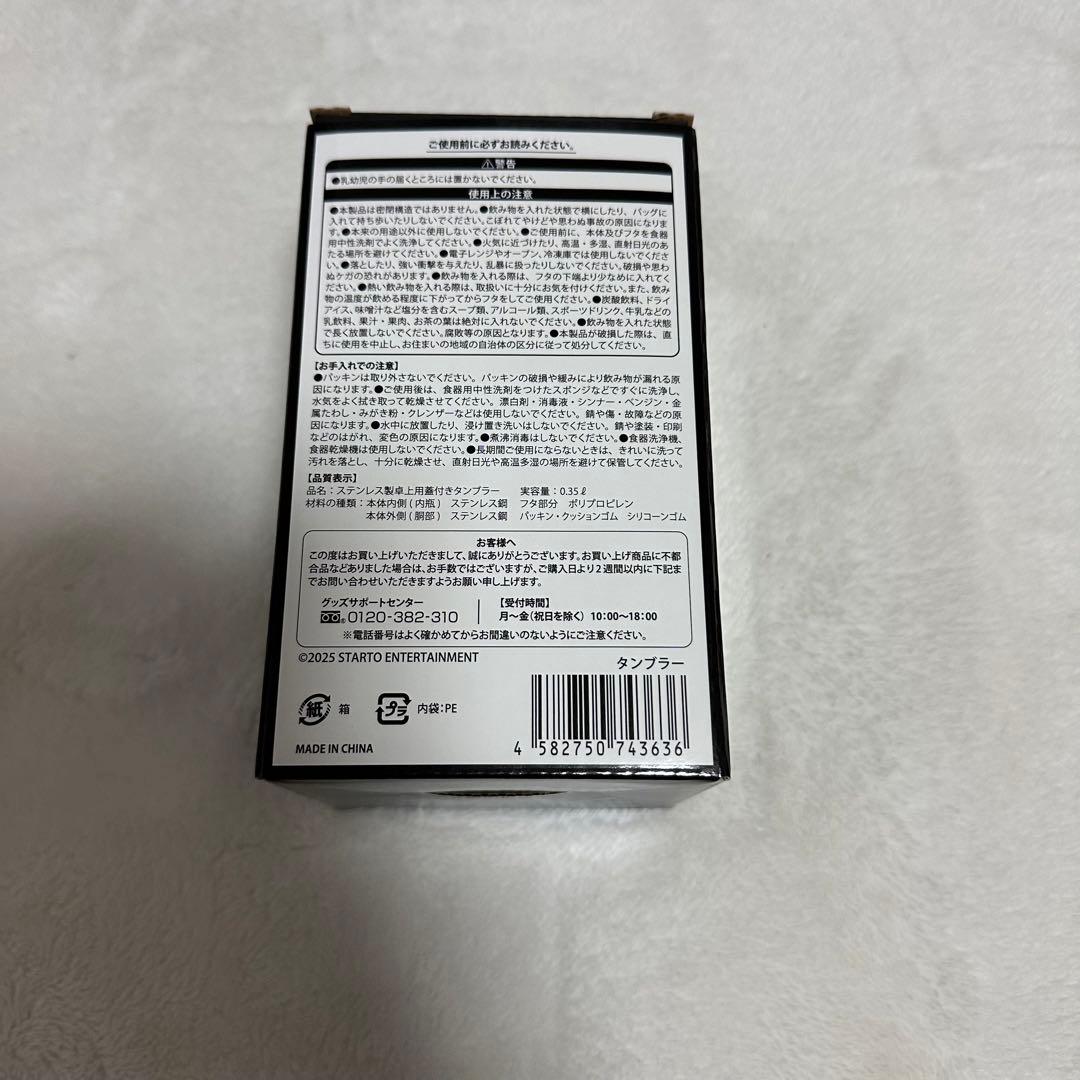 ご使用前に必ずお読みください。
⚠警告
●乳幼児の手の届くところには置かないでください。
使用上の注意
●本製品は密閉構造ではありません。●飲み物を入れた状態で横にしたり、バッグに
入れて持ち歩いたりしないでください。こぼれてやけどや思わぬ事故の原因になりま
す。●本来の用途以外に使用しないでください。●ご使用前に、本体及びフタを食器
用中性洗剤でよく洗浄してください。●火気に近づけたり、高温・多湿、直射日光のあ
たる場所を避けてください。●電子レンジやオーブン、冷凍庫では使用しないでくださ
い。●落としたり、強い衝撃を与えたり、乱暴に扱ったりしないでください。破損や思わ
ぬケガの恐れがあります。●飲み物を入れる際は、フタの下端より少なめに入れてく
ださい。●熱い飲み物を入れる際は、取扱いに十分にお気を付けください。また、飲み
物の温度が飲める程度に下がってからフタをしてご使用ください。●炭酸飲料、ドライ
アイス、味噌汁など塩分を含むスープ類、アルコール類、スポーツドリンク、牛乳などの
乳飲料、果汁・果肉、お茶の葉は絶対に入れないでください。●飲み物を入れた状態
で長く放置しないでください。腐敗等の原因となります。●本製品が破損した際は、直
ちに使用を中止し、お住まいの地域の自治体の区分に従って処分してください。
【お手入れでの注意】
●パッキンは取り外さないでください。パッキンの破損や緩みにより飲み物が漏れる原
因になります。●ご使用後は、食器用中性洗剤をつけたスポンジなどですぐに洗浄し、
水気をよく拭き取って乾燥させてください。漂白剤・消毒液・シンナー・ベンジン・金
属たわし・みがき粉・クレンザーなどは使用しないでください。錆や傷・故障などの原
因になります。●水中に放置したり、浸け置き洗いはしないでください。錆や塗装・印刷
などのはがれ、変色の原因になります。●煮沸消毒はしないでください。●食器洗浄機、
食器乾燥機は使用しないでください。●長期間ご使用にならないときは、きれいに洗って
汚れを落とし、十分に乾燥させ、直射日光や高温多湿の場所を避けて保管してください。
【品質表示】
品名：ステンレス製卓上用蓋付きタンブラー 実容量：0.35ℓ
材料の種類：本体内側(内瓶) ステンレス鋼 フタ部分 ポリプロピレン
本体外側(胴部) ステンレス鋼 パッキン・クッションゴム シリコーンゴム
お客様へ
この度はお買い上げいただきまして、誠にありがとうございます。お買い上げ商品に不都
合品などありました場合は、お手数ではございますが、ご購入日より2週間以内に下記ま
でお問い合わせいただきますようお願い申し上げます。
グッズサポートセンター 【受付時間】
0120-382-310 月〜金(祝日を除く) 10:00〜18:00
※電話番号はよく確かめてからお間違いのないようにご注意ください。
©2025 STARTO ENTERTAINMENT
タンブラー
紙 箱 プラ 内袋：PE
MADE IN CHINA
4 582750 743636